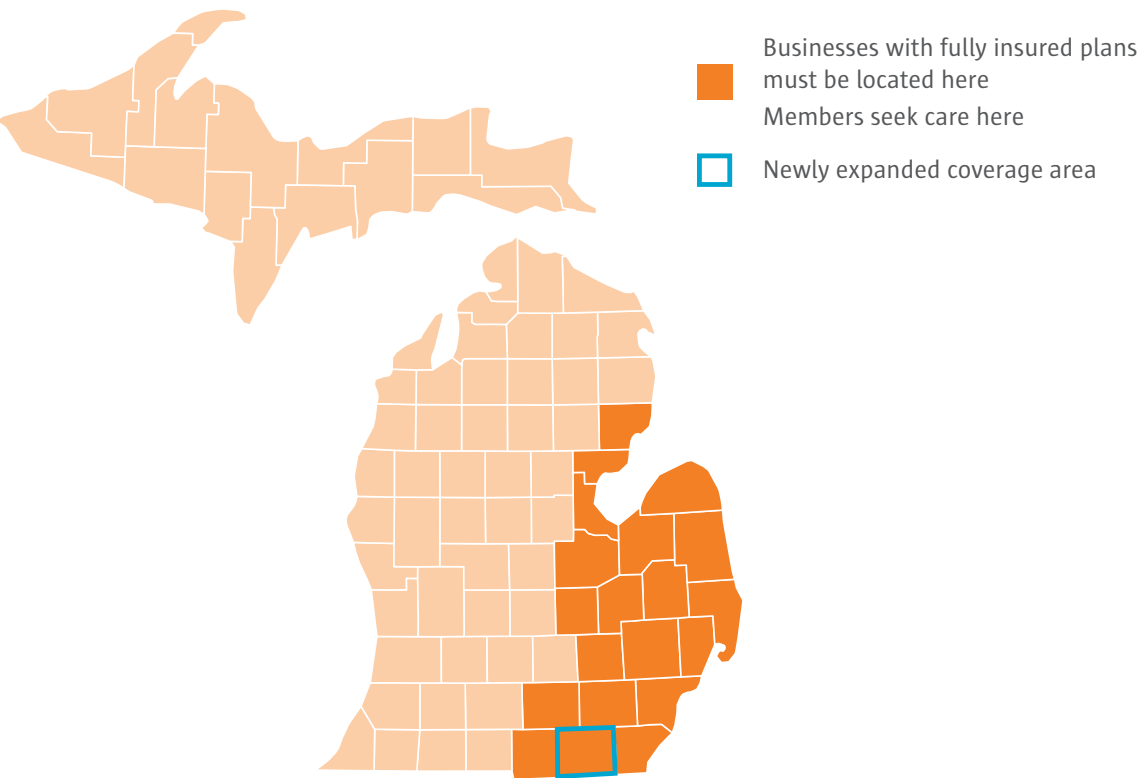 Businesses with fully insured plans
must be located here
Members seek care here
Newly expanded coverage area